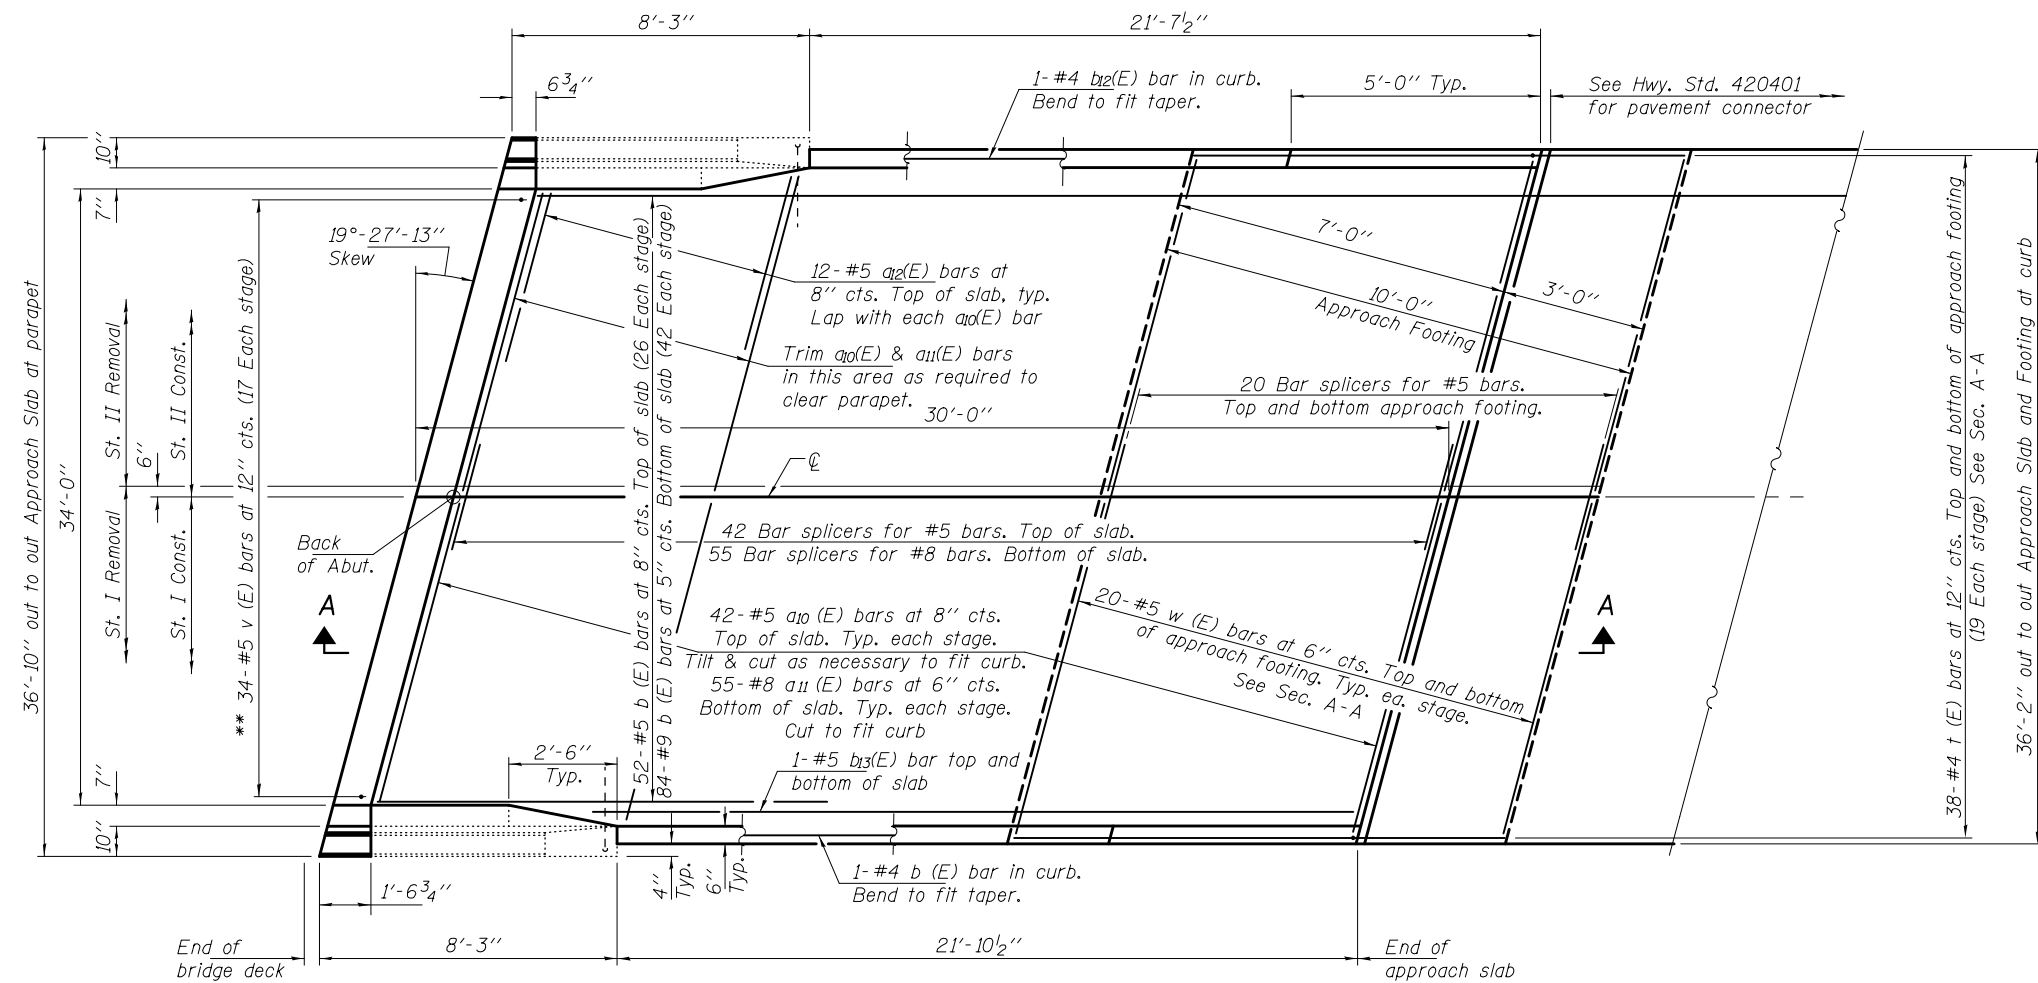 8'-3"
21'-7 1/2"
6 3/4"
1-#4 b12(E) bar in curb.
Bend to fit taper.
5'-0" Typ.
See Hwy. Std. 420401
for pavement connector
10"
7"
19°-27'-13"
Skew
36'-10" out to out Approach Slab at parapet
34'-0"
St. II Removal
St. II Const.
6"
St. I Removal
St. I Const.
** 34-#5 v (E) bars at 12" cts. (17 Each stage)
12-#5 a12(E) bars at
8" cts. Top of slab, typ.
Lap with each a10(E) bar
Trim a10(E) & a11(E) bars
in this area as required to
clear parapet.
30'-0"
52-#5 b (E) bars at 8" cts. Top of slab (26 Each stage)
84-#9 b (E) bars at 5" cts. Bottom of slab (42 Each stage)
7'-0"
3'-0"
10'-0"
Approach Footing
20 Bar splicers for #5 bars.
Top and bottom approach footing.
℄
Back
of Abut.
42 Bar splicers for #5 bars. Top of slab.
55 Bar splicers for #8 bars. Bottom of slab.
A
A
42-#5 a10 (E) bars at 8" cts.
Top of slab. Typ. each stage.
Tilt & cut as necessary to fit curb.
55-#8 a11 (E) bars at 6" cts.
Bottom of slab. Typ. each stage.
Cut to fit curb
20-#5 w (E) bars at 6" cts. Top and bottom
of approach footing. Typ. ea. stage.
See Sec. A-A
38-#4 t (E) bars at 12" cts. Top and bottom of approach footing
(19 Each stage) See Sec. A-A
36'-2" out to out Approach Slab and Footing at curb
7"
10"
2'-6"
Typ.
1-#5 b13(E) bar top and
bottom of slab
4"
Typ.
6"
Typ.
1-#4 b (E) bar in curb.
Bend to fit taper.
1'-6 3/4"
End of
bridge deck
8'-3"
21'-10 1/2"
End of
approach slab